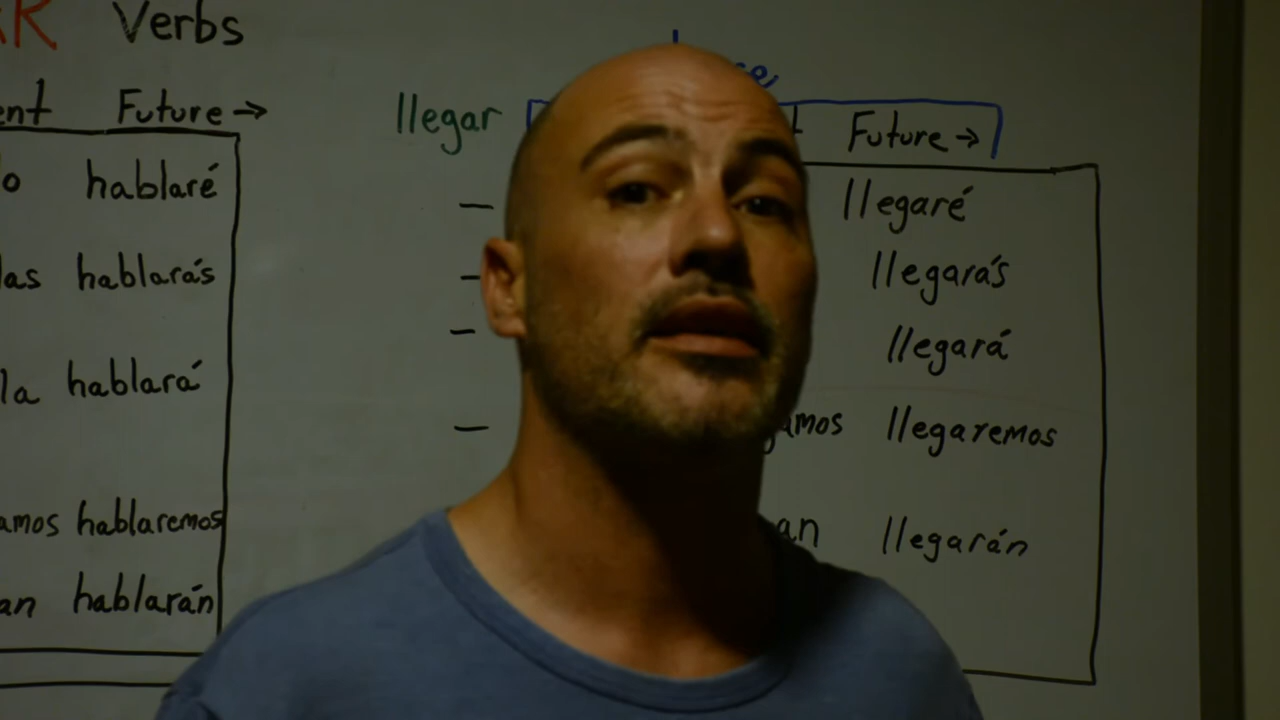 Verbs
Future →
hablaré
hablarás
hablará
hablaremos
hablarán
llegar
Future →
llegaré
llegarás
llegará
llegaremos
llegarán